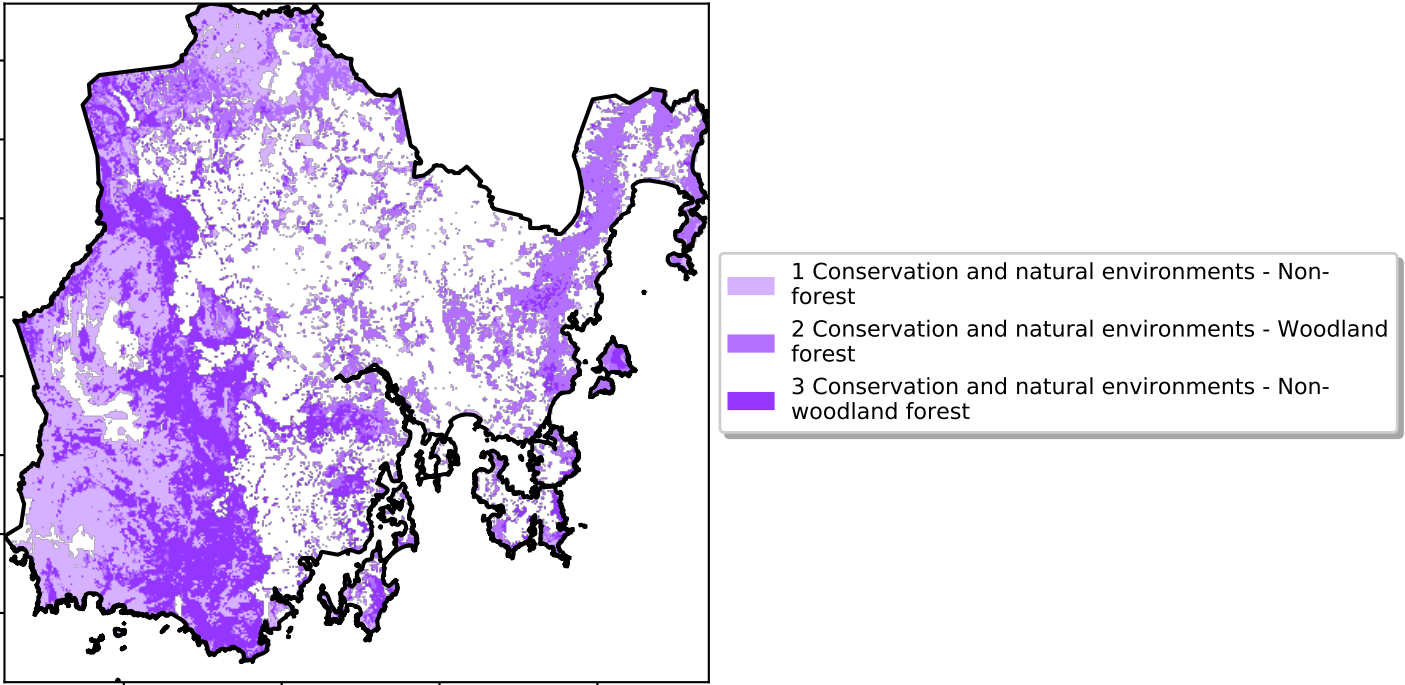 1 Conservation and natural environments - Non-
forest
2 Conservation and natural environments - Woodland
forest
3 Conservation and natural environments - Non-
woodland forest